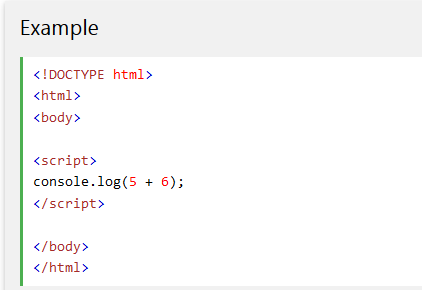 Example
<!DOCTYPE html>
<html>
<body>
<script>
console.log(5 + 6);
</script>
</body>
</html>